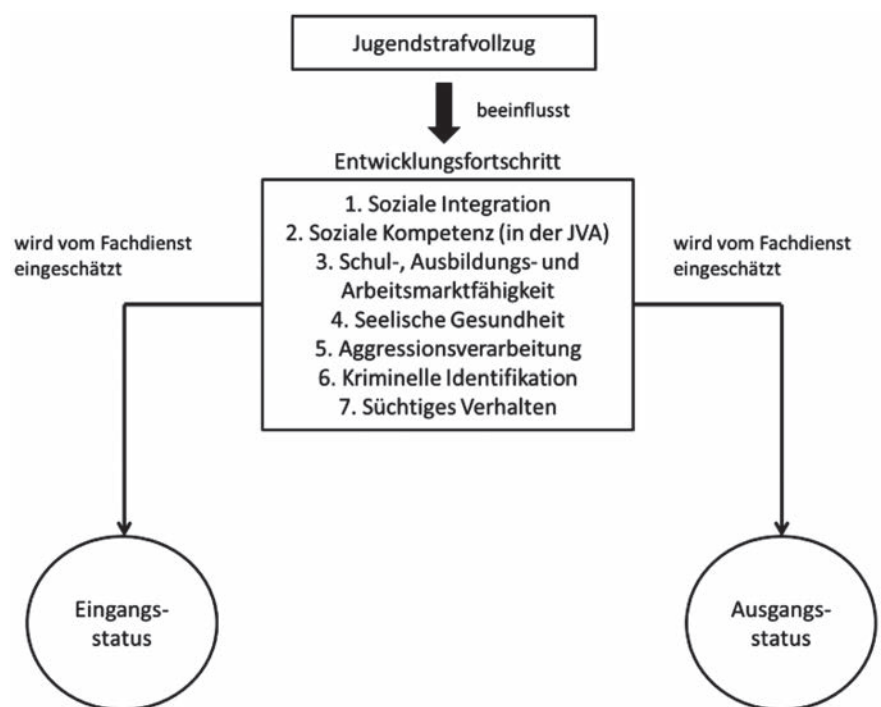 Jugendstrafvollzug
beeinflusst
Entwicklungsfortschritt
1. Soziale Integration
2. Soziale Kompetenz (in der JVA)
3. Schul-, Ausbildungs- und
Arbeitsmarktfähigkeit
4. Seelische Gesundheit
5. Aggressionsverarbeitung
6. Kriminelle Identifikation
7. Süchtiges Verhalten
wird vom Fachdienst
eingeschätzt
wird vom Fachdienst
eingeschätzt
Eingangs-
status
Ausgangs-
status